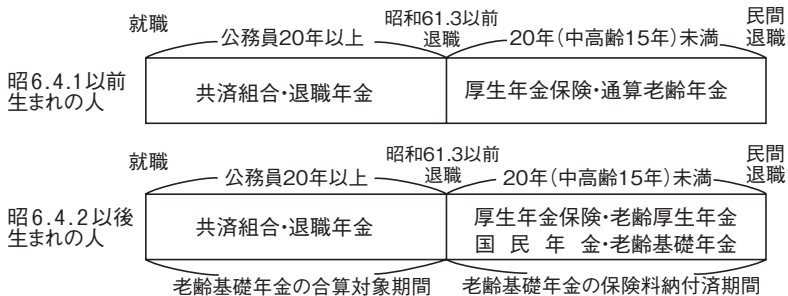 就職
公務員20年以上
昭和61.3以前
退職
20年(中高齢15年)未満
民間
退職
昭6.4.1以前
生まれの人
共済組合・退職年金
厚生年金保険・通算老齢年金
就職
公務員20年以上
昭和61.3以前
退職
20年(中高齢15年)未満
民間
退職
昭6.4.2以後
生まれの人
共済組合・退職年金
厚生年金保険・老齢厚生年金
国民年金・老齢基礎年金
老齢基礎年金の合算対象期間
老齢基礎年金の保険料納付済期間